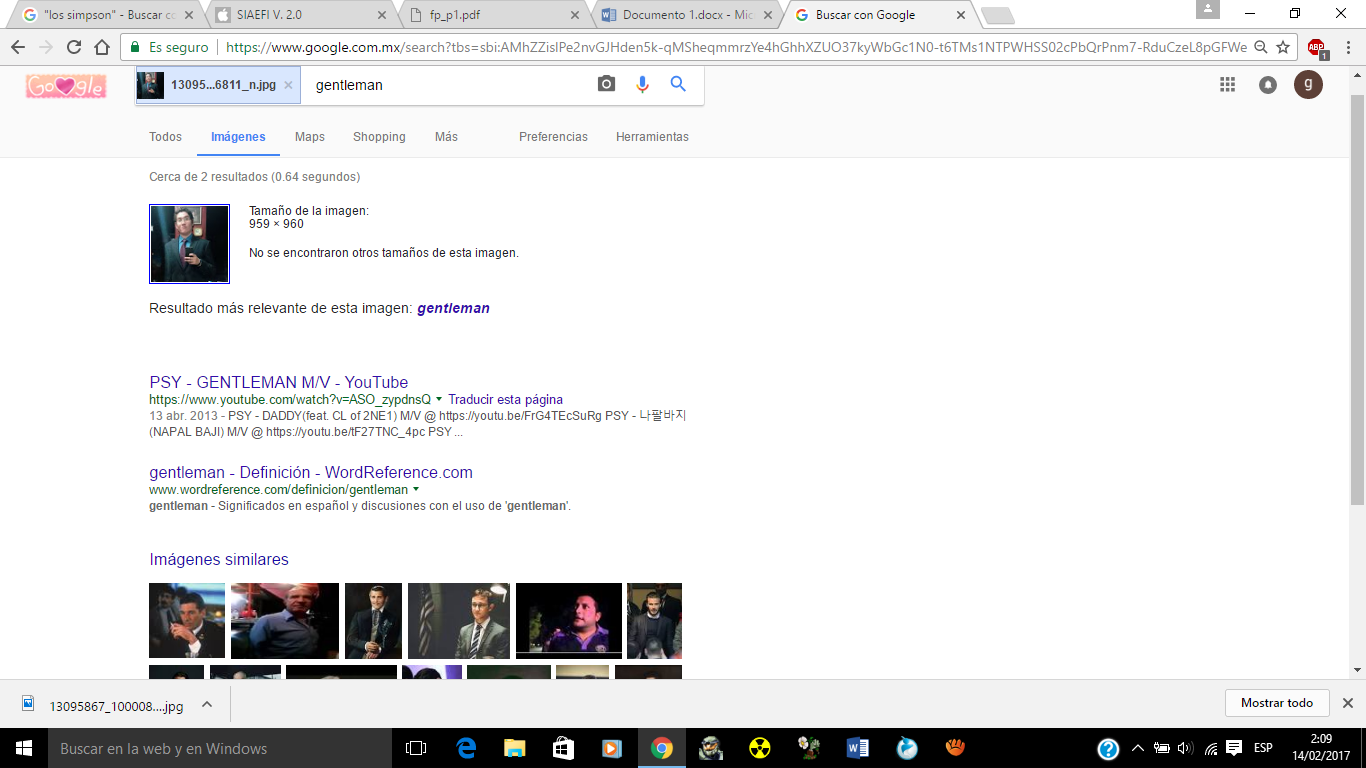 "los simpson" - Buscar co
SIAEFI V. 2.0
fp_p1.pdf
Documento 1.docx - Mic
Buscar con Google
Es seguro
https://www.google.com.mx/search?tbs=sbi:AMhZZislPe2nvGJHden5k-qMSheqmmrzYe4hGhhXZUO37kyWbGc1N0-t6TMs1NTPWHSS02cPbQrPnm7-RduCzeL8pGFWe
ABP
1
Google
13095...6811_n.jpg
gentleman
g
Todos Imágenes Maps Shopping Más Preferencias Herramientas
Cerca de 2 resultados (0.64 segundos)
Tamaño de la imagen:
959 × 960
No se encontraron otros tamaños de esta imagen.
Resultado más relevante de esta imagen: gentleman
PSY - GENTLEMAN M/V - YouTube
https://www.youtube.com/watch?v=ASO_zypdnsQ Traducir esta página
13 abr. 2013 - PSY - DADDY(feat. CL of 2NE1) M/V @ https://youtu.be/FrG4TEcSuRg PSY - 나팔바지
(NAPAL BAJI) M/V @ https://youtu.be/tF27TNC_4pc PSY ...
gentleman - Definición - WordReference.com
www.wordreference.com/definicion/gentleman
gentleman - Significados en español y discusiones con el uso de 'gentleman'.
Imágenes similares
13095867_100008....jpg
Mostrar todo
Buscar en la web y en Windows
ESP
2:09
14/02/2017